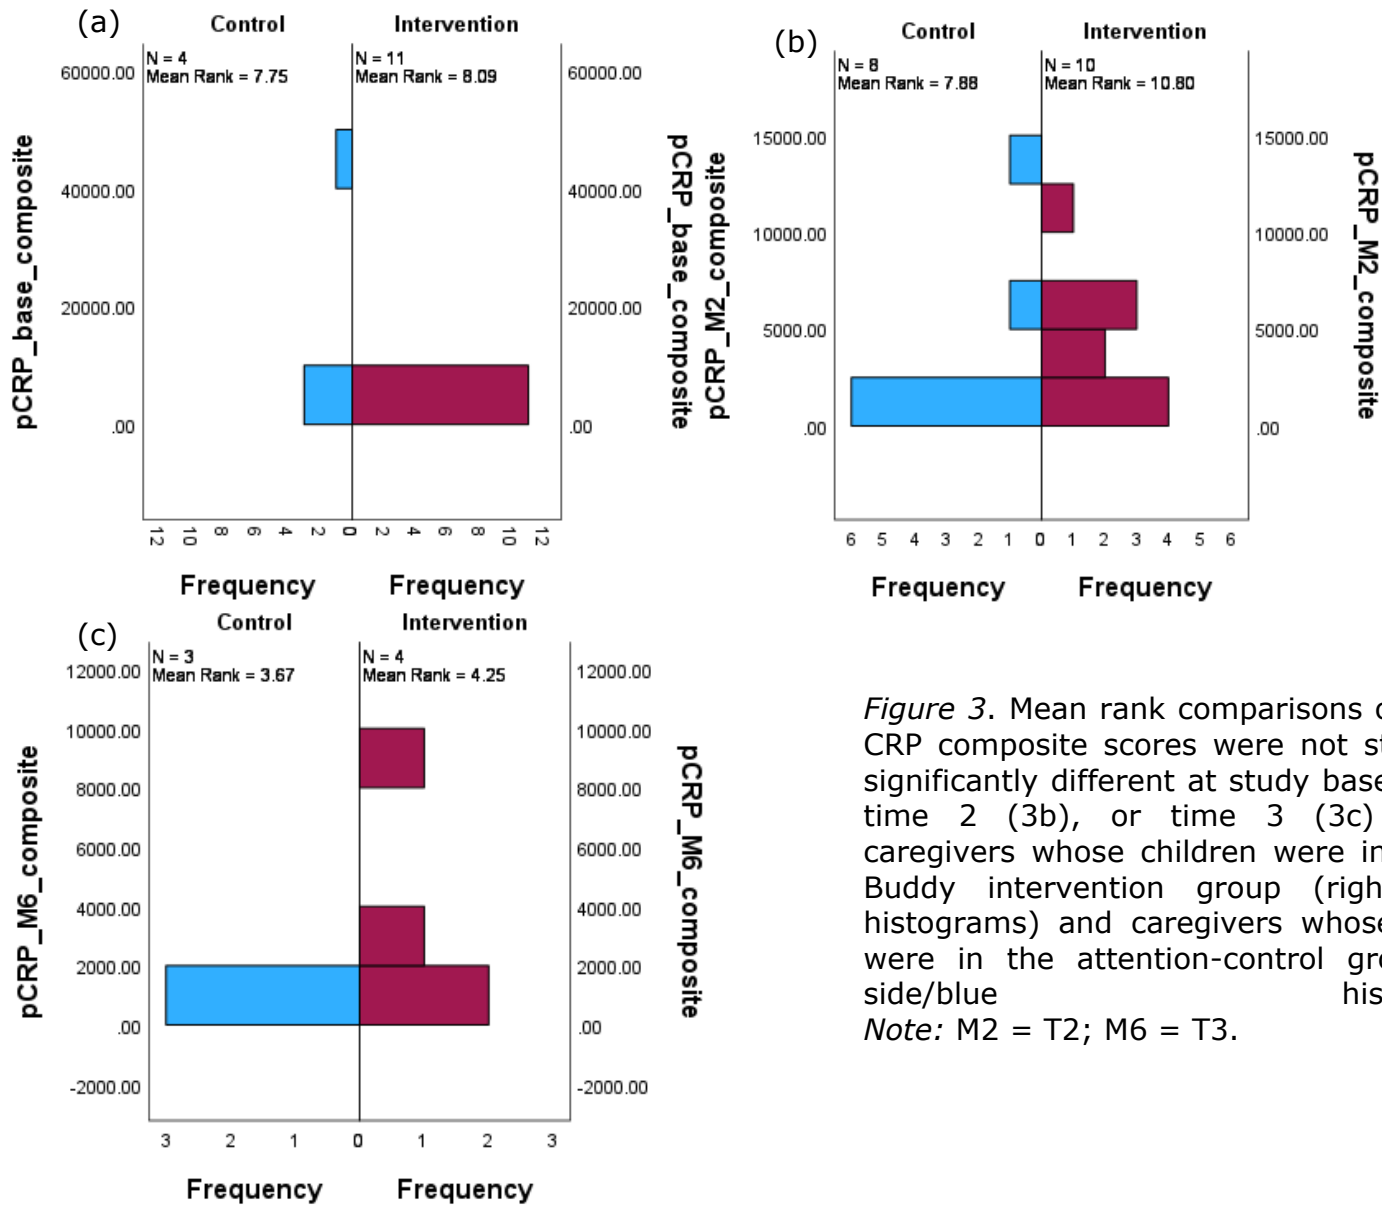 (a)
Control Intervention
N = 4
Mean Rank = 7.75
N = 11
Mean Rank = 8.09
60000.00
40000.00
20000.00
.00
60000.00
40000.00
20000.00
.00
pCRP_base_composite
pCRP_base_composite
12 10 8 6 4 2 0 2 4 6 8 10 12
Frequency Frequency
(b)
Control Intervention
N = 8
Mean Rank = 7.88
N = 10
Mean Rank = 10.80
15000.00
10000.00
5000.00
.00
15000.00
10000.00
5000.00
.00
pCRP_M2_composite
pCRP_M2_composite
6 5 4 3 2 1 0 1 2 3 4 5 6
Frequency Frequency
(c)
Control Intervention
N = 3
Mean Rank = 3.67
N = 4
Mean Rank = 4.25
12000.00
10000.00
8000.00
6000.00
4000.00
2000.00
.00
-2000.00
12000.00
10000.00
8000.00
6000.00
4000.00
2000.00
.00
-2000.00
pCRP_M6_composite
pCRP_M6_composite
3 2 1 0 1 2 3
Frequency Frequency
Figure 3. Mean rank comparisons
CRP composite scores were not
significantly different at study
time 2 (3b), or time 3 (3c)
caregivers whose children were
Buddy intervention group
histograms) and caregivers
were in the attention-control
side/blue
Note: M2 = T2; M6 = T3.